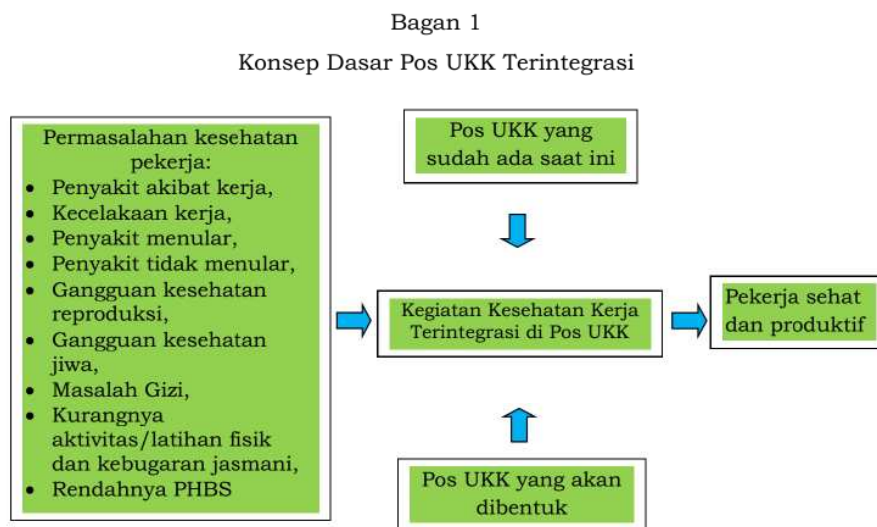 Bagan 1
Konsep Dasar Pos UKK Terintegrasi
Permasalahan kesehatan
pekerja:
• Penyakit akibat kerja,
• Kecelakaan kerja,
• Penyakit menular,
• Penyakit tidak menular,
• Gangguan kesehatan
reproduksi,
• Gangguan kesehatan
jiwa,
• Masalah Gizi,
• Kurangnya
aktivitas/latihan fisik
dan kebugaran jasmani,
• Rendahnya PHBS
Pos UKK yang
sudah ada saat ini
Kegiatan Kesehatan Kerja
Terintegrasi di Pos UKK
Pos UKK yang akan
dibentuk
Pekerja sehat
dan produktif